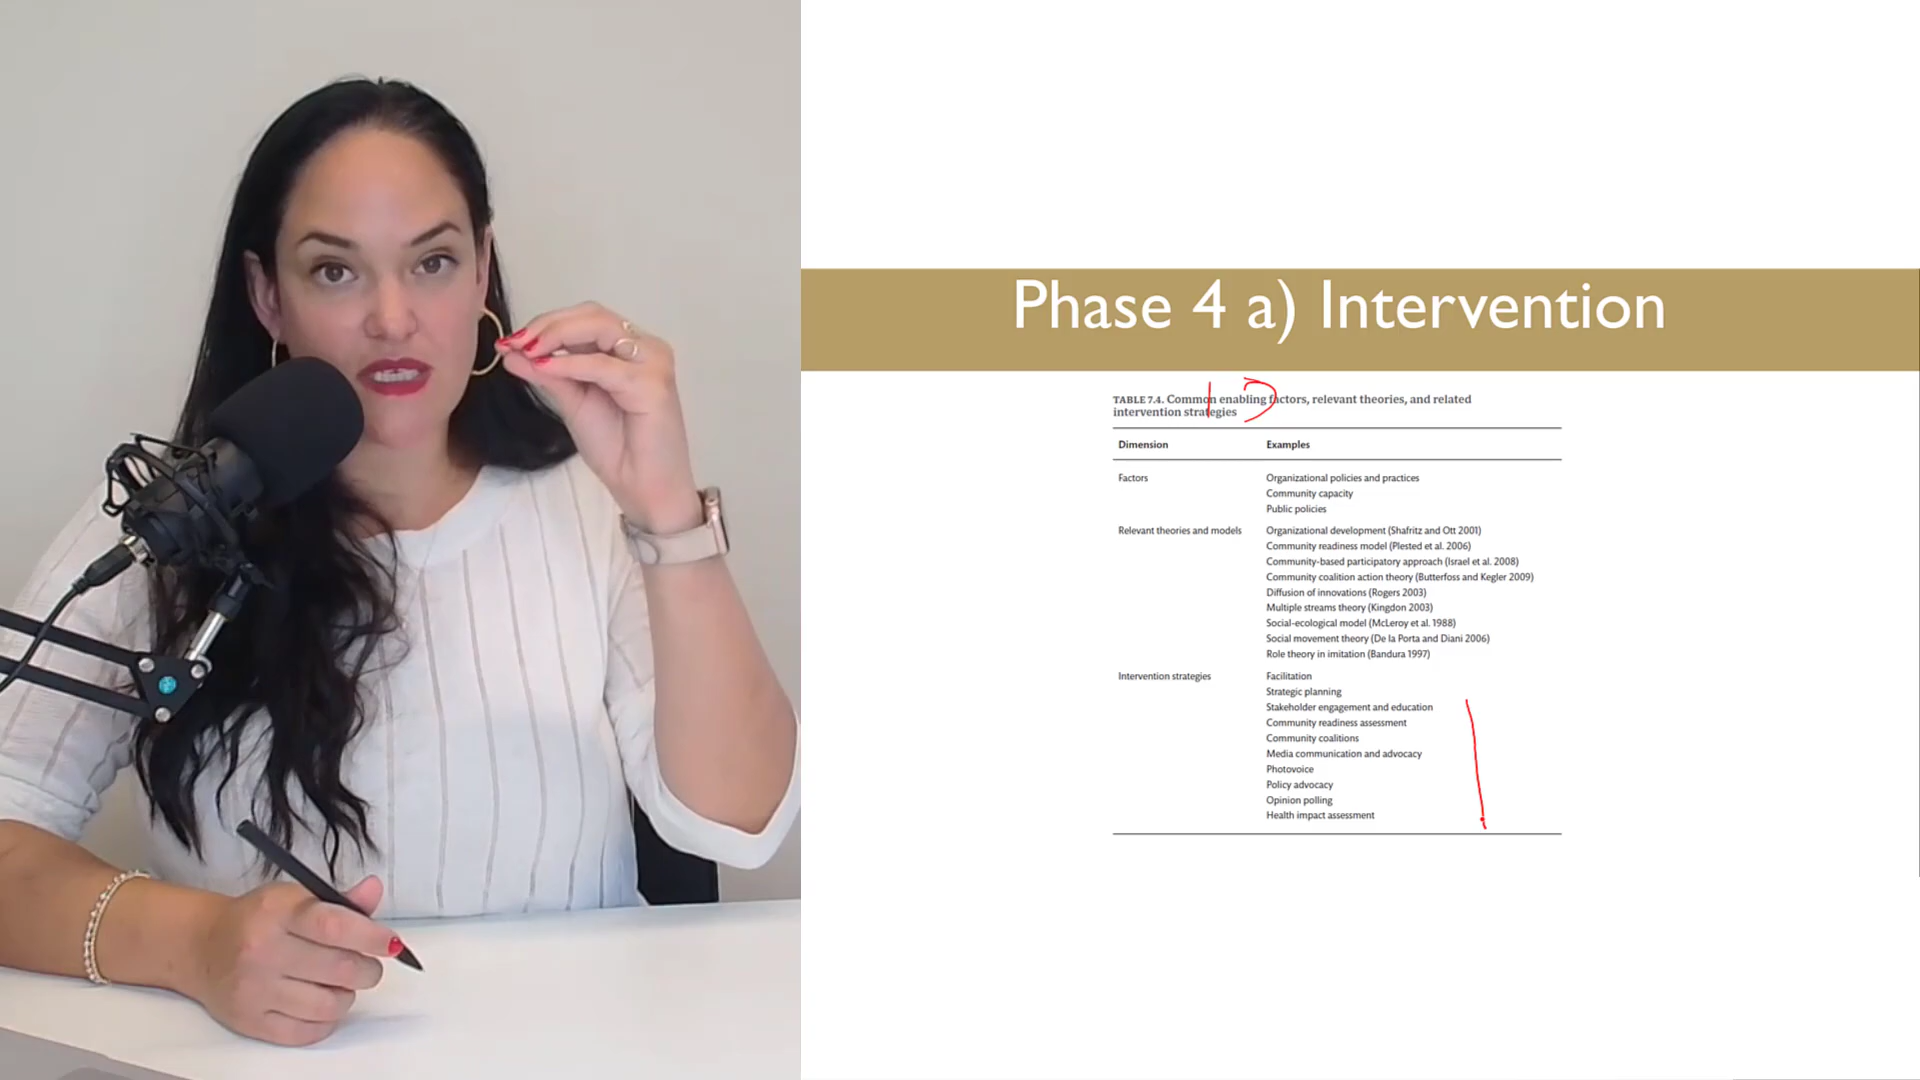 Phase 4 a) Intervention
TABLE 7.4. Common enabling factors, relevant theories, and related
intervention strategies
Dimension Examples
Factors Organizational policies and practices
Community capacity
Public policies
Relevant theories and models Organizational development (Shafritz and Ott 2001)
Community readiness model (Plested et al. 2006)
Community-based participatory approach (Israel et al. 2008)
Community coalition action theory (Butterfoss and Kegler 2009)
Diffusion of innovations (Rogers 2003)
Multiple streams theory (Kingdon 2003)
Social-ecological model (McLeroy et al. 1988)
Social movement theory (De la Porta and Diani 2006)
Role theory in imitation (Bandura 1997)
Intervention strategies Facilitation
Strategic planning
Stakeholder engagement and education
Community readiness assessment
Community coalitions
Media communication and advocacy
Photovoice
Policy advocacy
Opinion polling
Health impact assessment